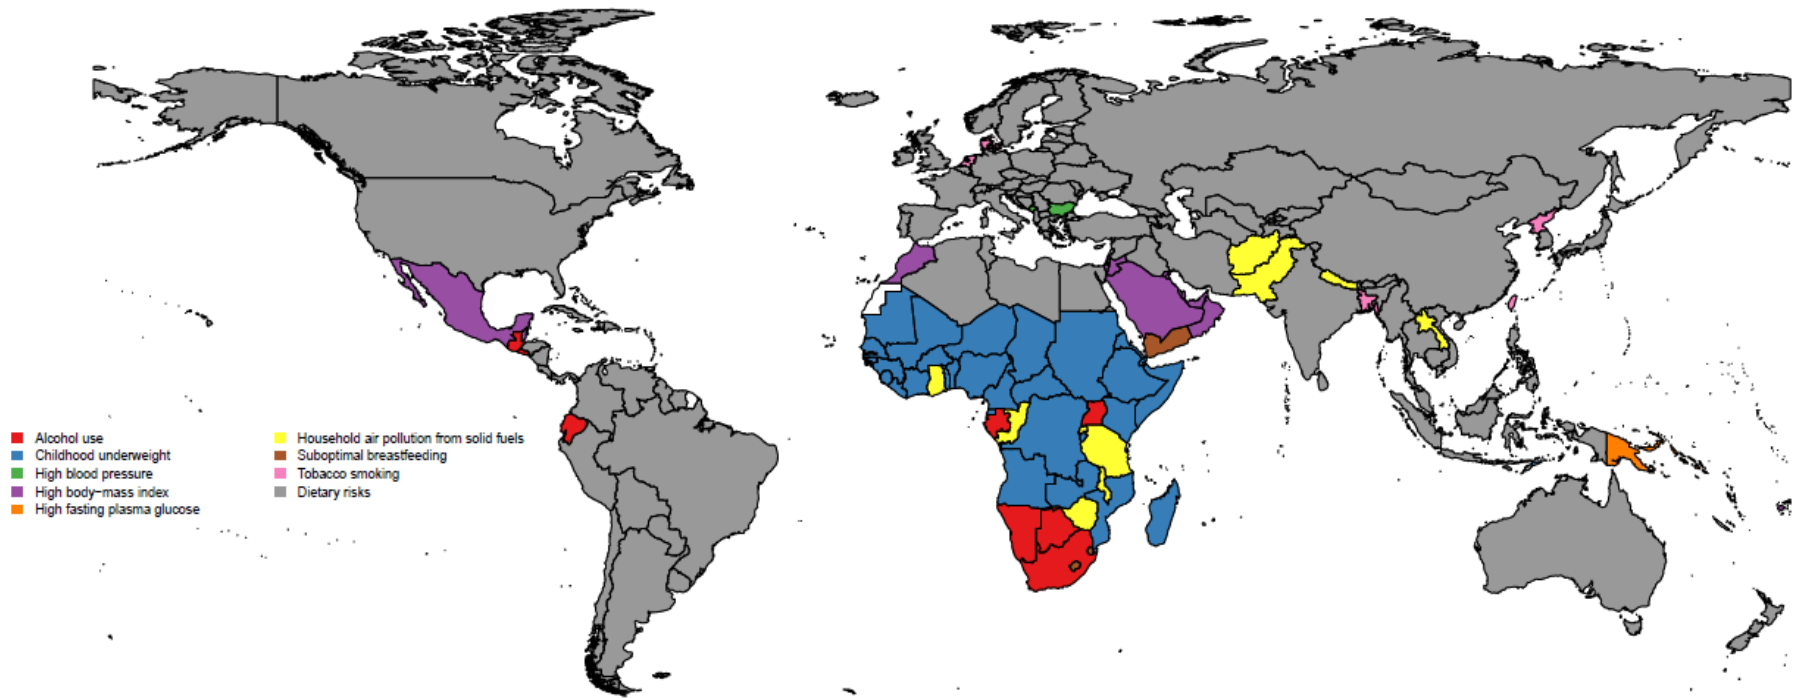 Alcohol use
Childhood underweight
High blood pressure
High body-mass index
High fasting plasma glucose
Household air pollution from solid fuels
Suboptimal breastfeeding
Tobacco smoking
Dietary risks